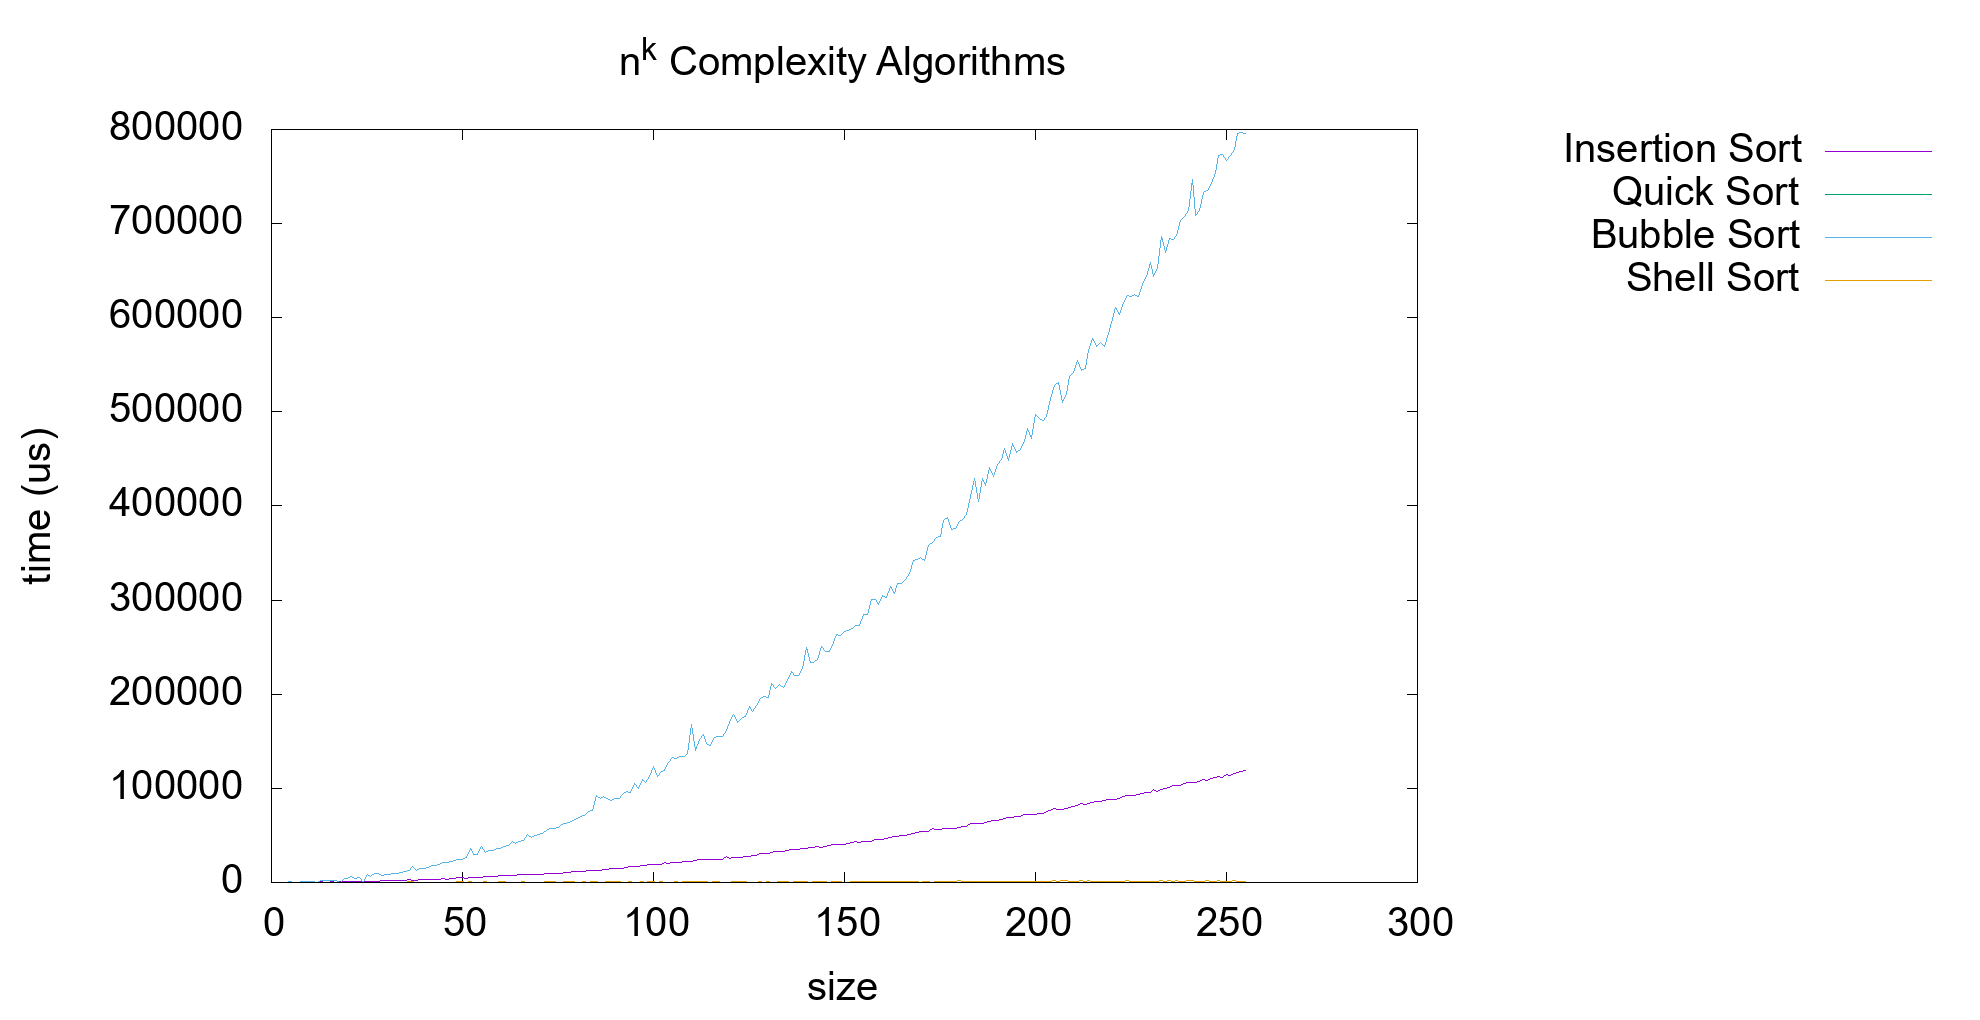 n^k Complexity Algorithms
800000
700000
600000
500000
400000
300000
200000
100000
0
time (us)
0 50 100 150 200 250 300
size
Insertion Sort
Quick Sort
Bubble Sort
Shell Sort